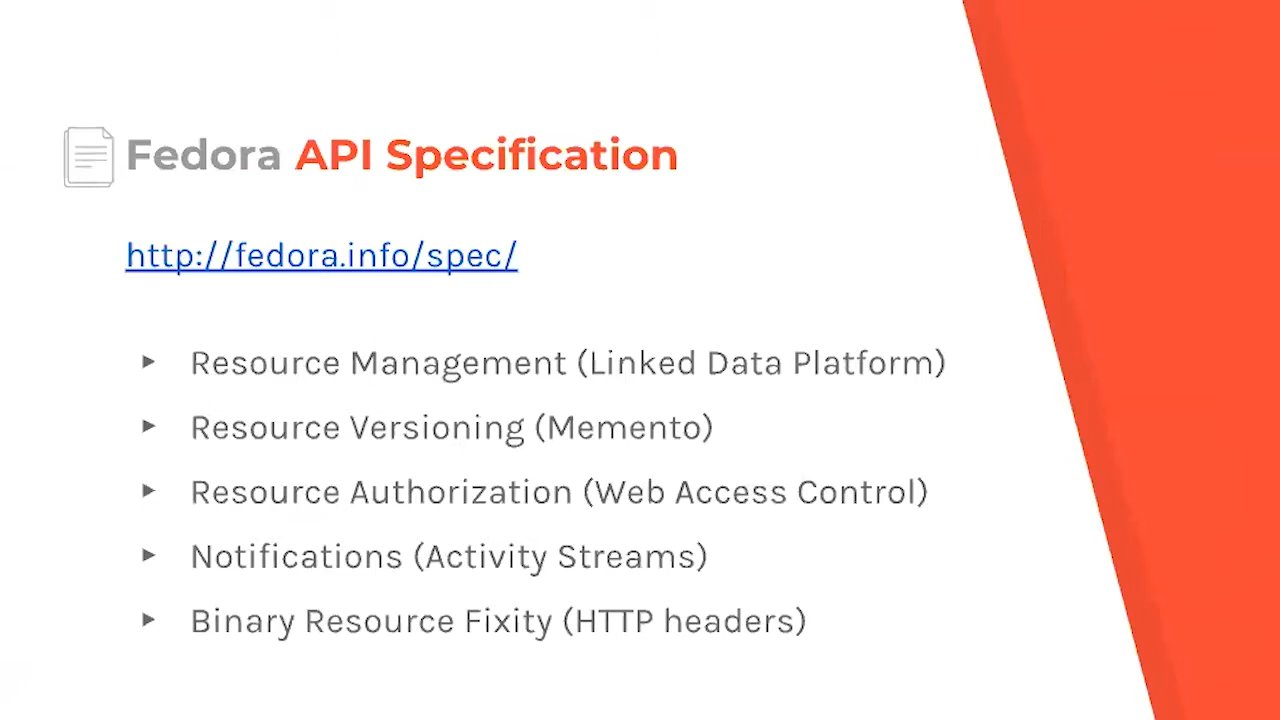 Fedora API Specification
http://fedora.info/spec/
▸ Resource Management (Linked Data Platform)
▸ Resource Versioning (Memento)
▸ Resource Authorization (Web Access Control)
▸ Notifications (Activity Streams)
▸ Binary Resource Fixity (HTTP headers)